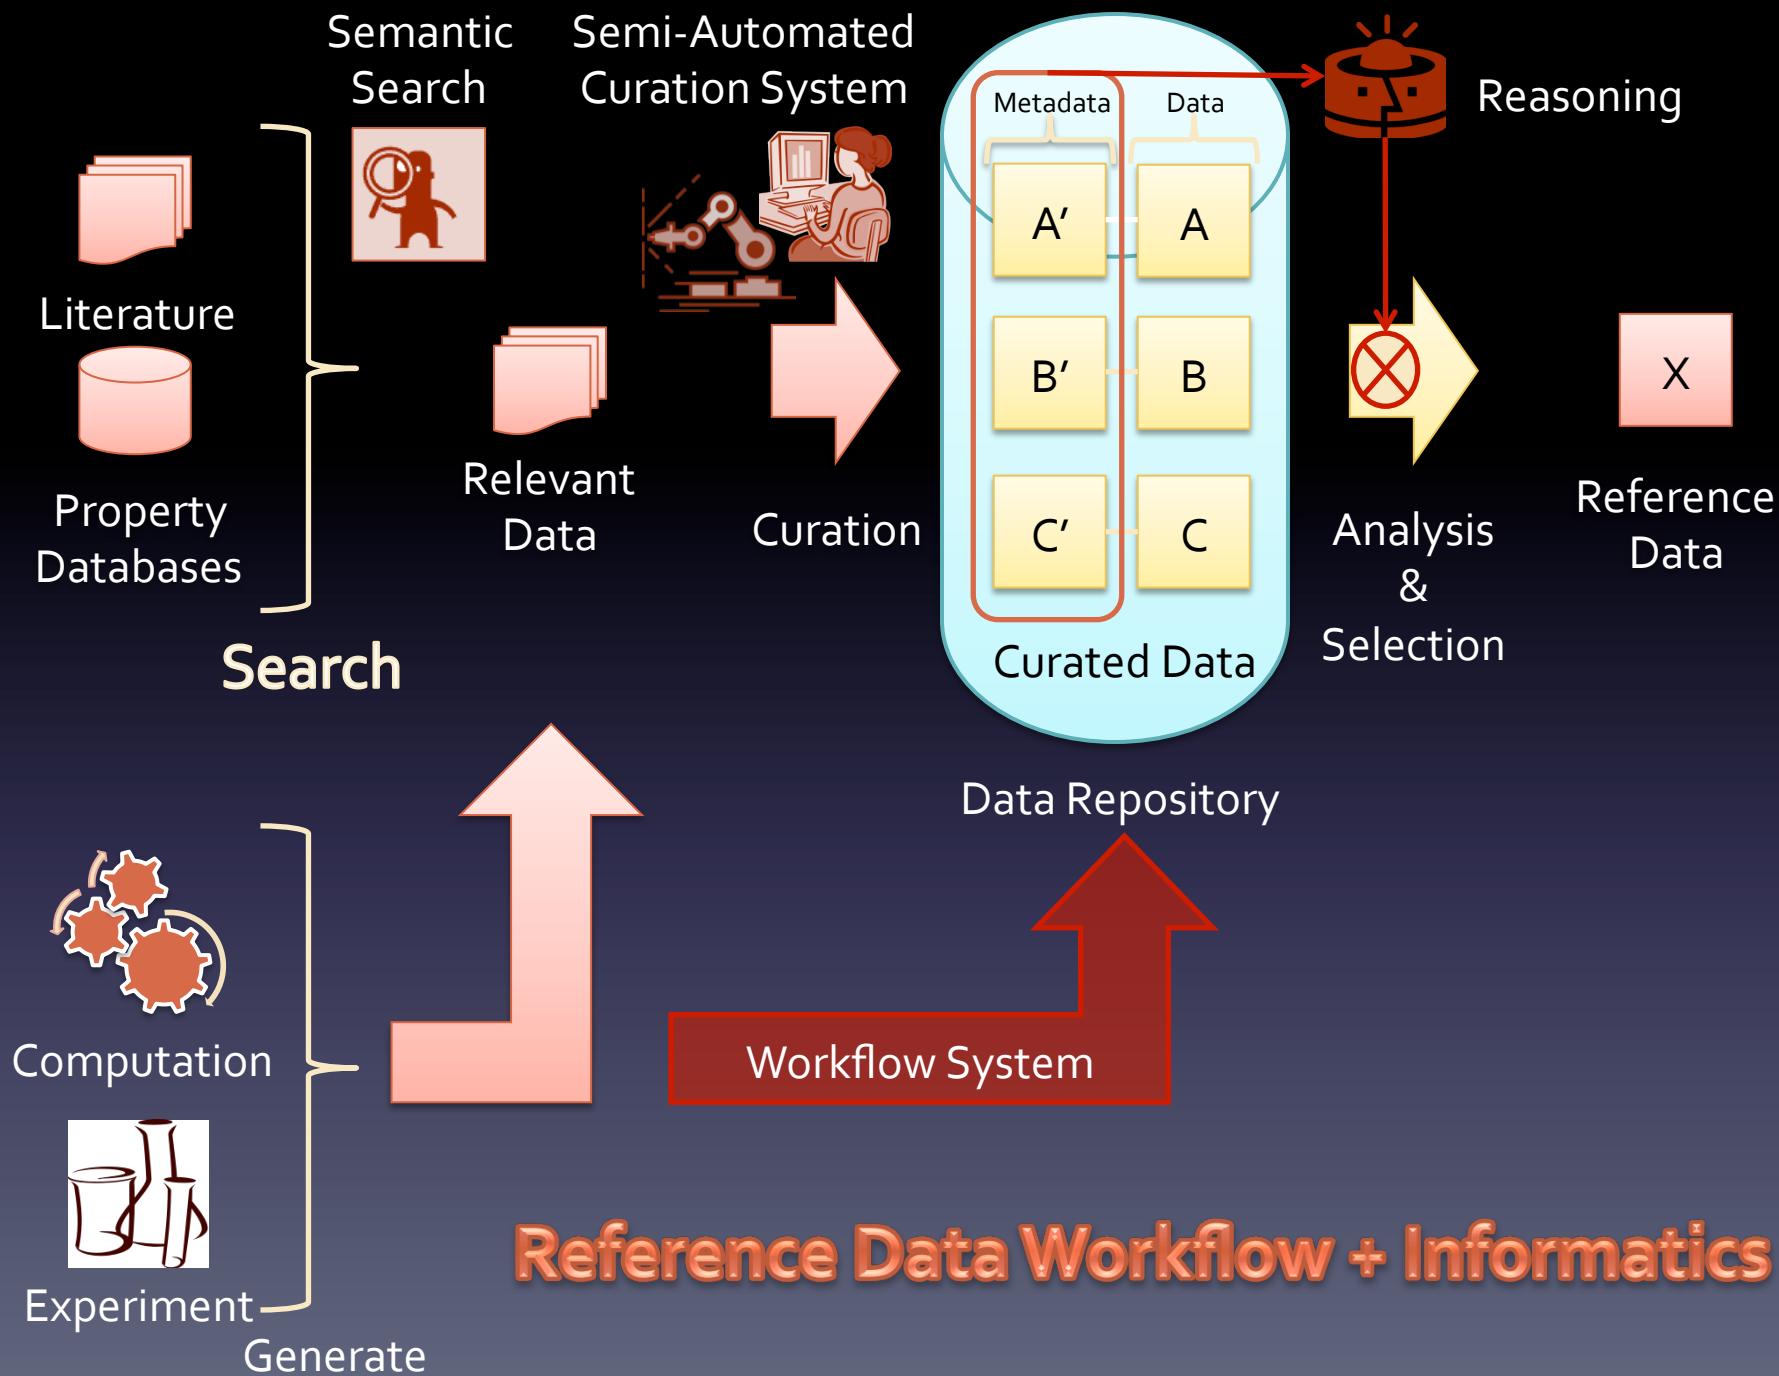 Semantic
Search
Semi-Automated
Curation System
Metadata
Data
Reasoning
Literature
Property
Databases
Search
Relevant
Data
Curation
A′
A
B′
B
C′
C
Curated Data
Data Repository
Analysis
&
Selection
X
Reference
Data
Computation
Experiment
Generate
Workflow System
Reference Data Workflow + Informatics